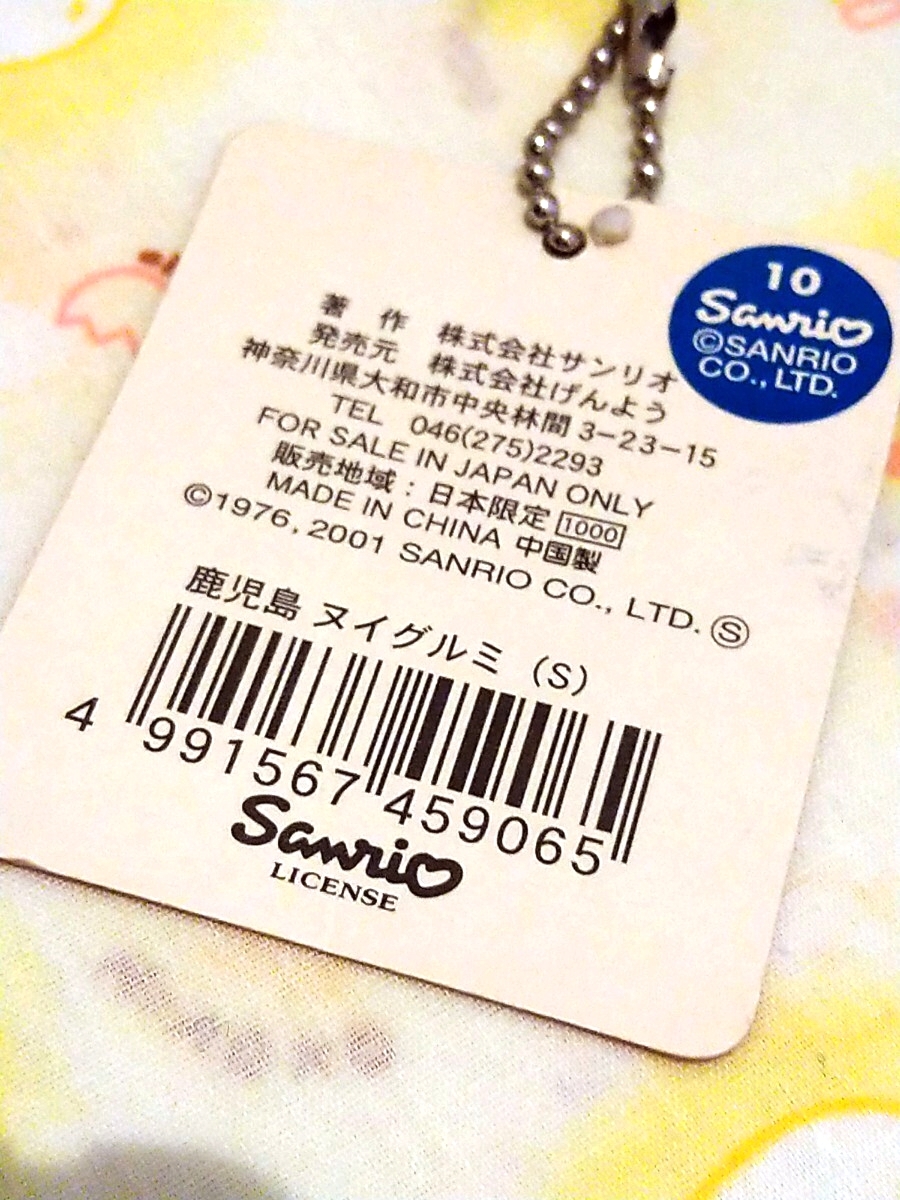 10
Sanrio
©SANRIO
CO., LTD.
著 作 株式会社サンリオ
発売元 株式会社げんよう
神奈川県大和市中央林間3-23-15
TEL 046(275)2293
FOR SALE IN JAPAN ONLY
販売地域：日本限定 1000
MADE IN CHINA 中国製
©1976, 2001 SANRIO CO., LTD. Ⓢ
鹿児島 ヌイグルミ (S)
4 991567 459065
Sanrio
LICENSE